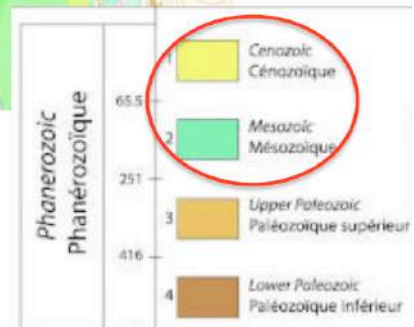 Phanerozoic
Phanérozoïque
1
Cenozoic
Cénozoïque
65.5
2
Mesozoic
Mésozoïque
251
3
Upper Paleozoic
Paléozoïque supérieur
416
4
Lower Paleozoic
Paléozoïque inférieur